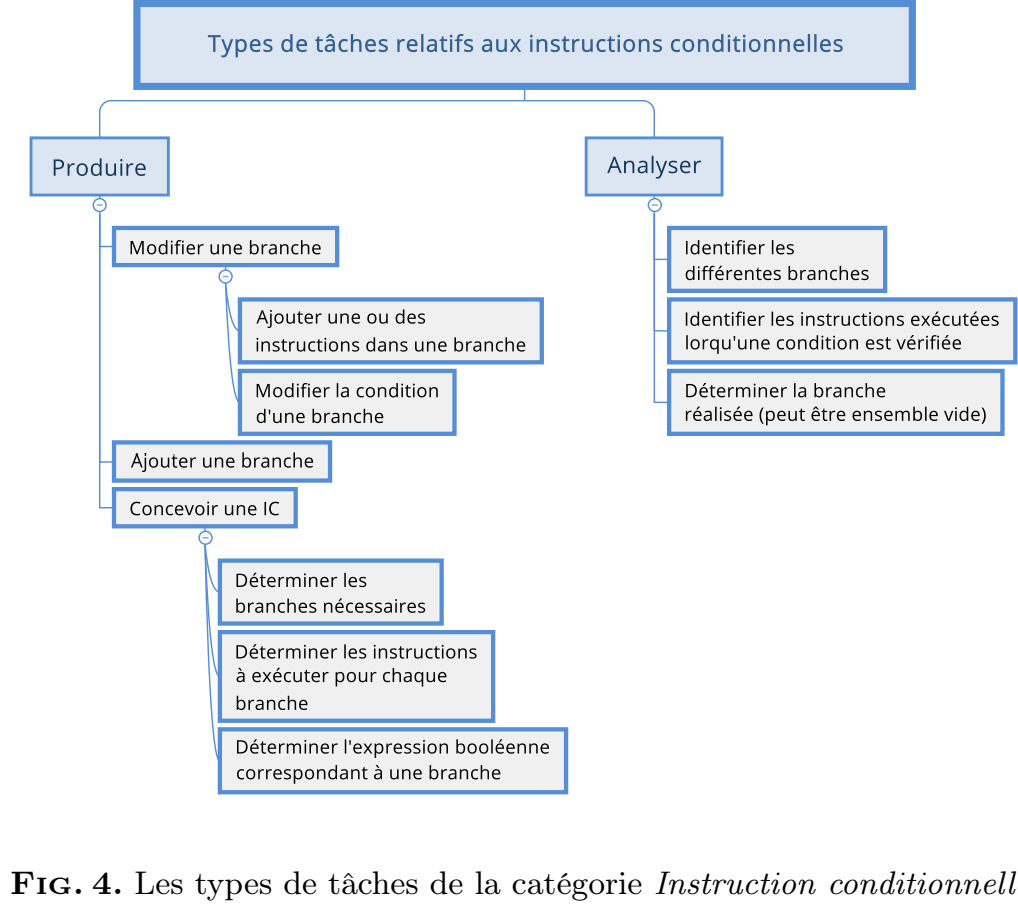 Types de tâches relatifs aux instructions conditionnelles
Produire
Modifier une branche
Ajouter une ou des
instructions dans une branche
Modifier la condition
d'une branche
Ajouter une branche
Concevoir une IC
Déterminer les
branches nécessaires
Déterminer les instructions
à exécuter pour chaque
branche
Déterminer l'expression booléenne
correspondant à une branche
Analyser
Identifier les
différentes branches
Identifier les instructions exécutées
lorqu'une condition est vérifiée
Déterminer la branche
réalisée (peut être ensemble vide)
Fig. 4. Les types de tâches de la catégorie Instruction conditionnell